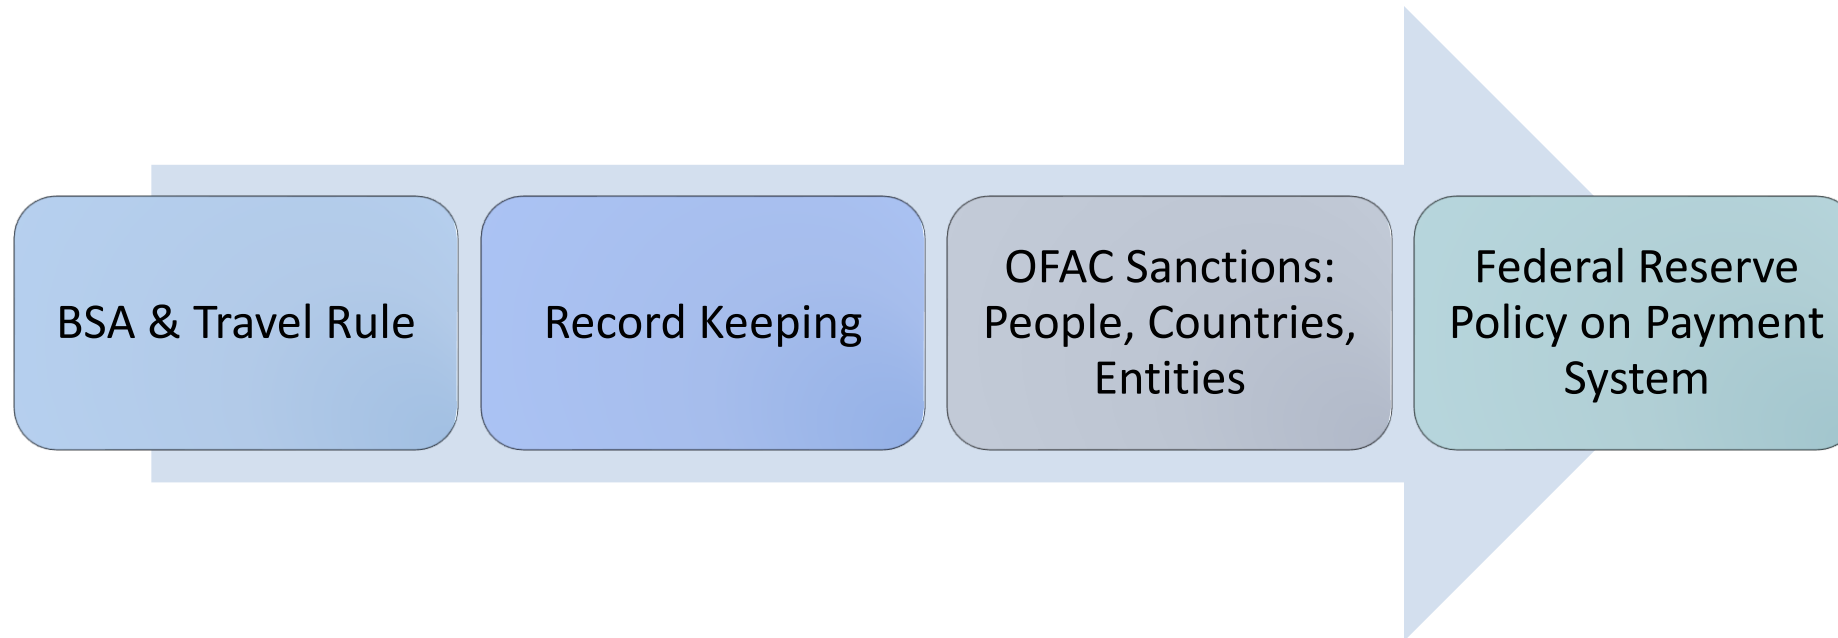 BSA & Travel Rule
Record Keeping
OFAC Sanctions:
People, Countries,
Entities
Federal Reserve
Policy on Payment
System